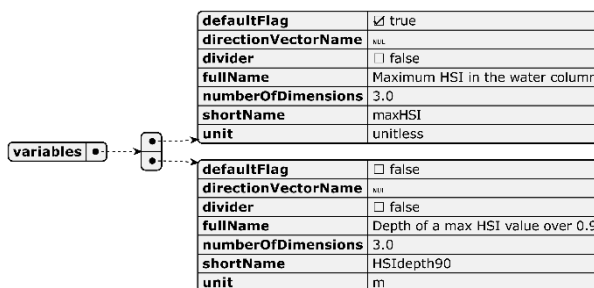 defaultFlag ☑ true
directionVectorName NUL
divider ☐ false
fullName Maximum HSI in the water column
numberOfDimensions 3.0
shortName maxHSI
unit unitless
variables
defaultFlag ☐ false
directionVectorName NUL
divider ☐ false
fullName Depth of a max HSI value over 0.9
numberOfDimensions 3.0
shortName HSIdepth90
unit m